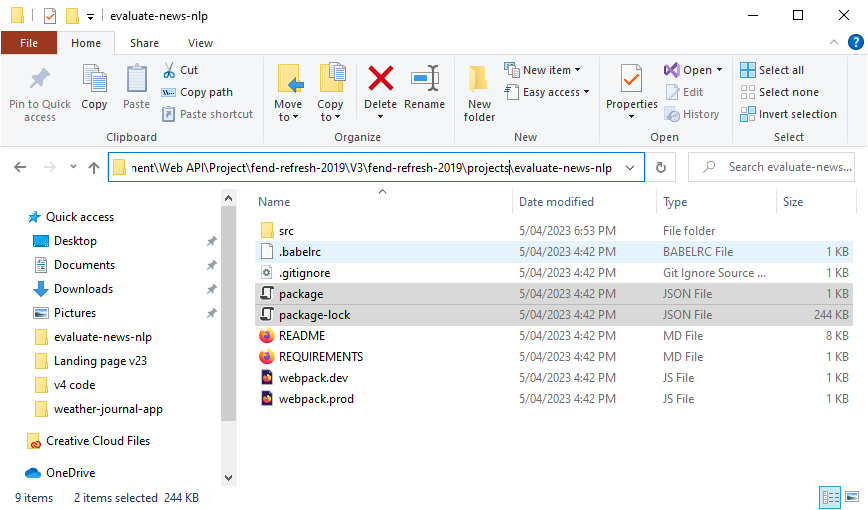 evaluate-news-nlp
File Home Share View
Pin to Quick access
Copy
Paste
Cut
Copy path
Paste shortcut
Clipboard
Move to
Copy to
Delete
Rename
Organize
New folder
New item
Easy access
New
Properties
Open
Edit
History
Open
Select all
Select none
Invert selection
Select
ment\Web API\Project\fend-refresh-2019\V3\fend-refresh-2019\projects\evaluate-news-nlp
Search evaluate-news...
Quick access
Desktop
Documents
Downloads
Pictures
evaluate-news-nlp
Landing page v23
v4 code
weather-journal-app
Creative Cloud Files
OneDrive
Name Date modified Type Size
src 5/04/2023 6:53 PM File folder
.babelrc 5/04/2023 4:42 PM BABELRC File 1 KB
.gitignore 5/04/2023 4:42 PM Git Ignore Source ... 1 KB
package 5/04/2023 4:42 PM JSON File 1 KB
package-lock 5/04/2023 4:42 PM JSON File 244 KB
README 5/04/2023 4:42 PM MD File 8 KB
REQUIREMENTS 5/04/2023 4:42 PM MD File 1 KB
webpack.dev 5/04/2023 4:42 PM JS File 1 KB
webpack.prod 5/04/2023 4:42 PM JS File 1 KB
9 items 2 items selected 244 KB